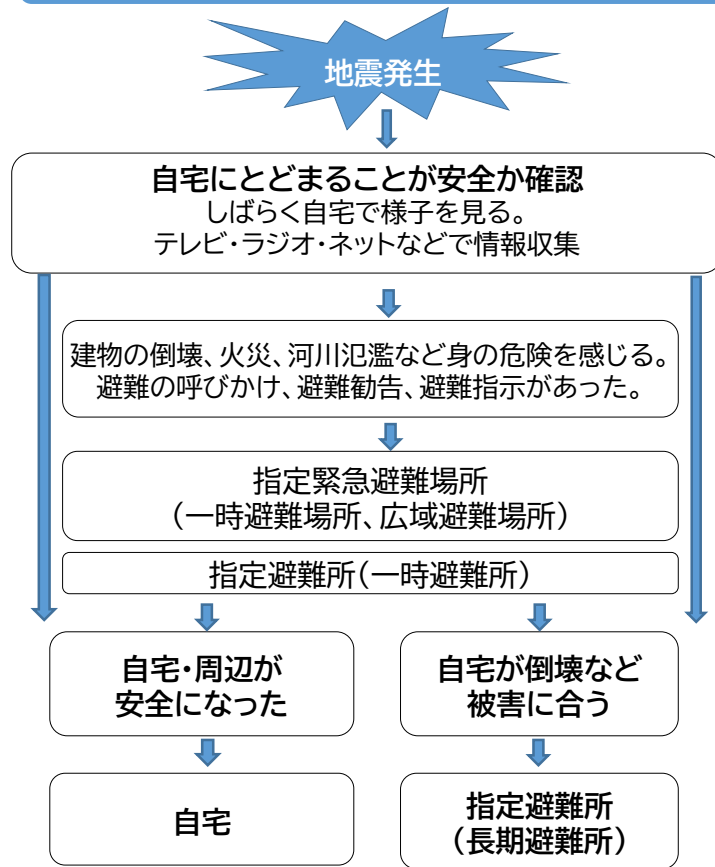 地震発生
自宅にとどまることが安全か確認
しばらく自宅で様子を見る。
テレビ・ラジオ・ネットなどで情報収集
建物の倒壊、火災、河川氾濫など身の危険を感じる。
避難の呼びかけ、避難勧告、避難指示があった。
指定緊急避難場所
（一時避難場所、広域避難場所）
指定避難所（一時避難所）
自宅・周辺が
安全になった
自宅が倒壊など
被害に合う
自宅
指定避難所
（長期避難所）